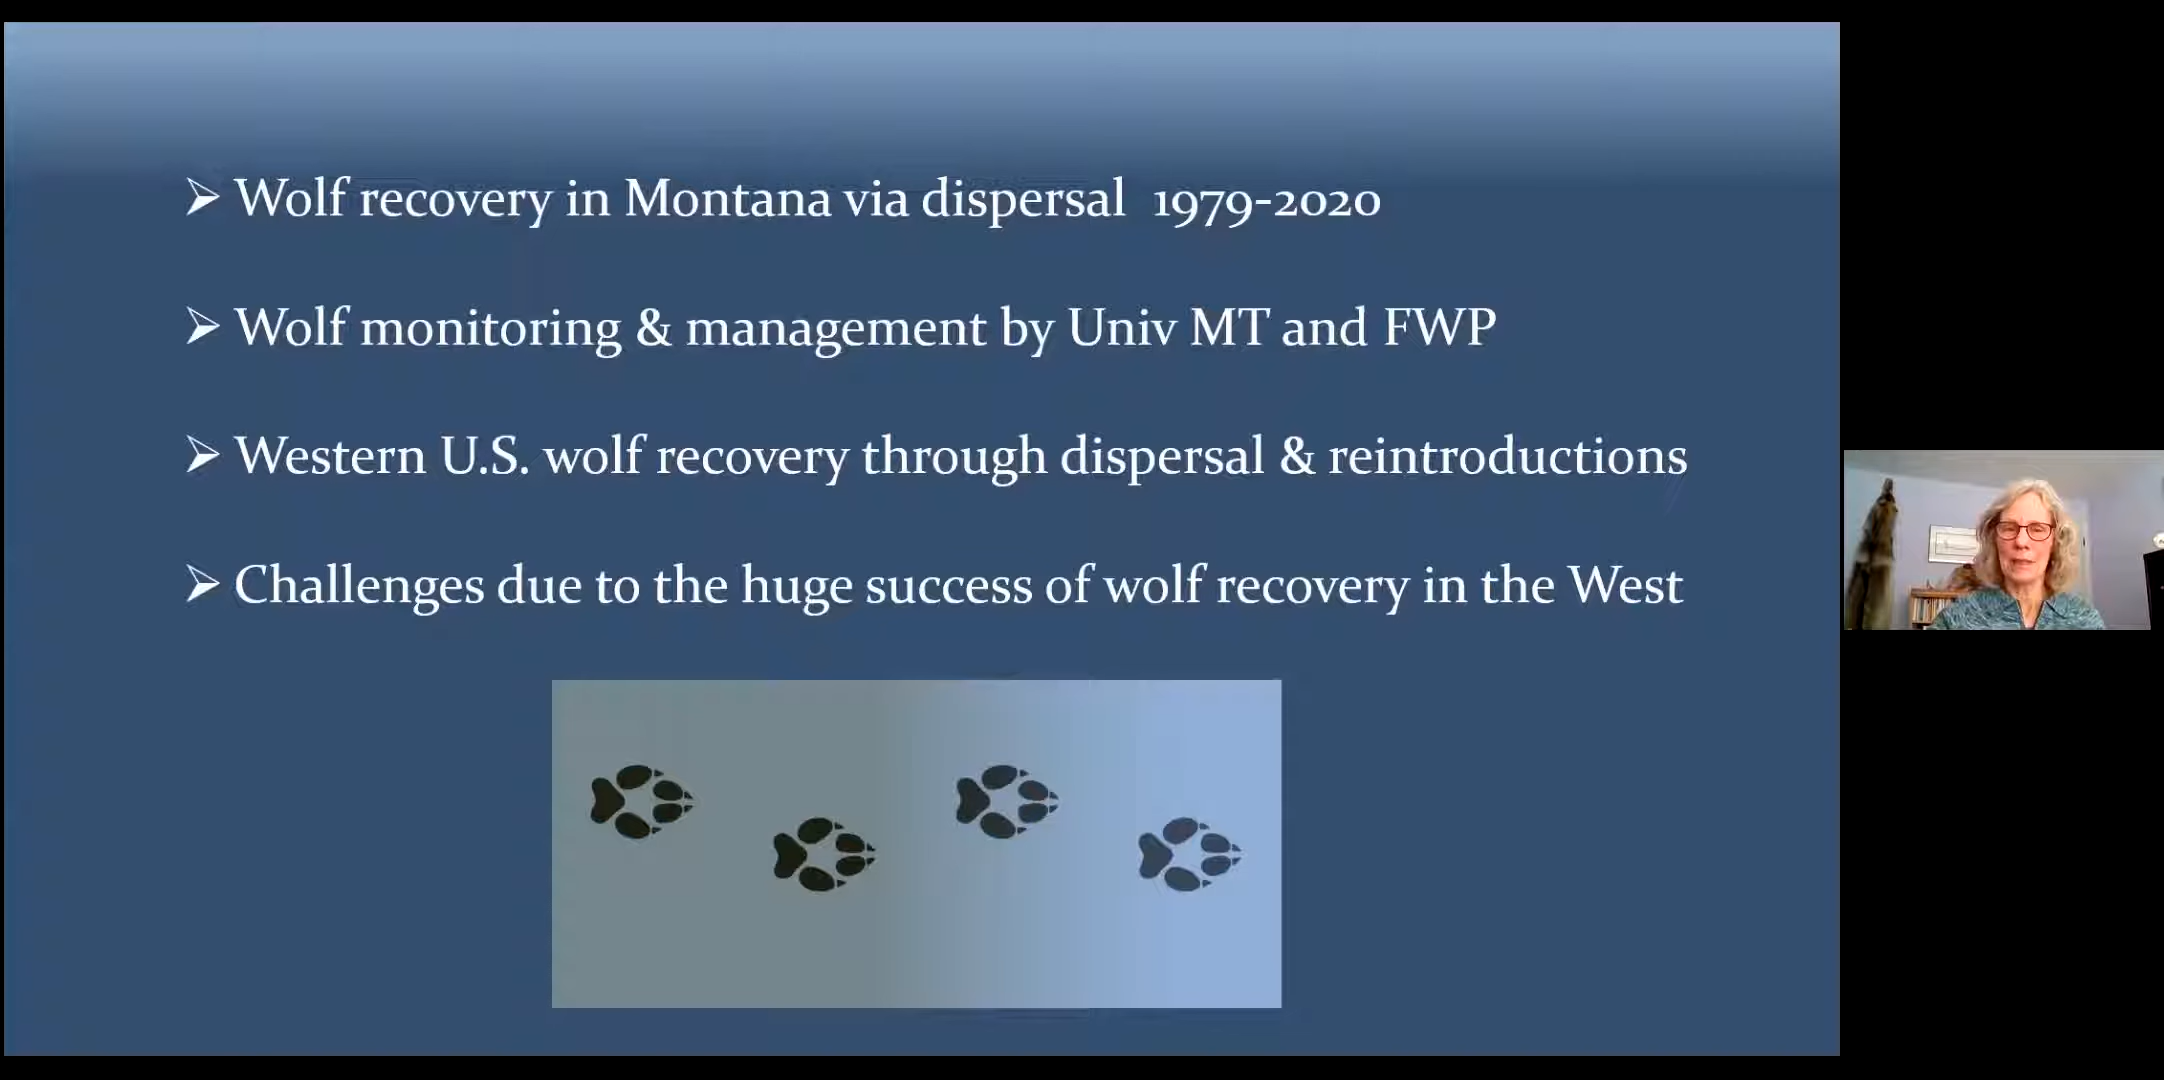 ➢ Wolf recovery in Montana via dispersal 1979-2020
➢ Wolf monitoring & management by Univ MT and FWP
➢ Western U.S. wolf recovery through dispersal & reintroductions
➢ Challenges due to the huge success of wolf recovery in the West